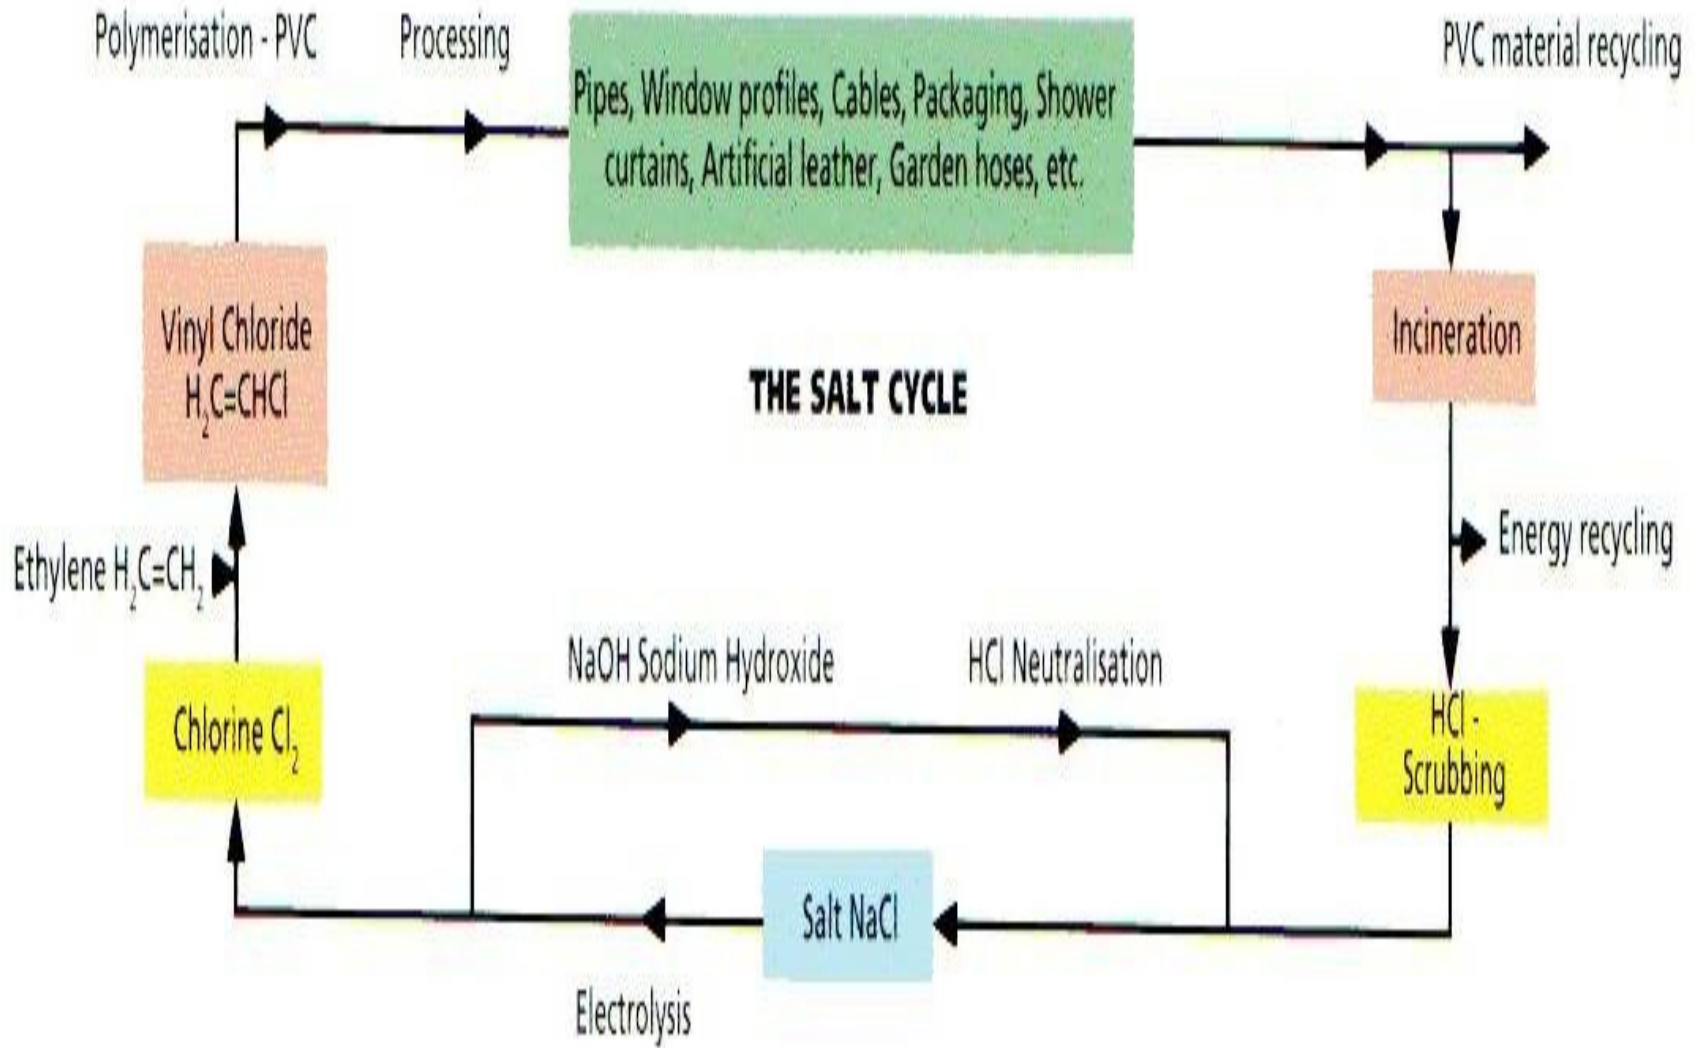 Polymerisation - PVC
Processing
Pipes, Window profiles, Cables, Packaging, Shower
curtains, Artificial leather, Garden hoses, etc.
PVC material recycling
Vinyl Chloride
H₂C=CHCl
THE SALT CYCLE
Incineration
Ethylene H₂C=CH₂
Energy recycling
NaOH Sodium Hydroxide
HCl Neutralisation
Chlorine Cl₂
HCl -
Scrubbing
Salt NaCl
Electrolysis